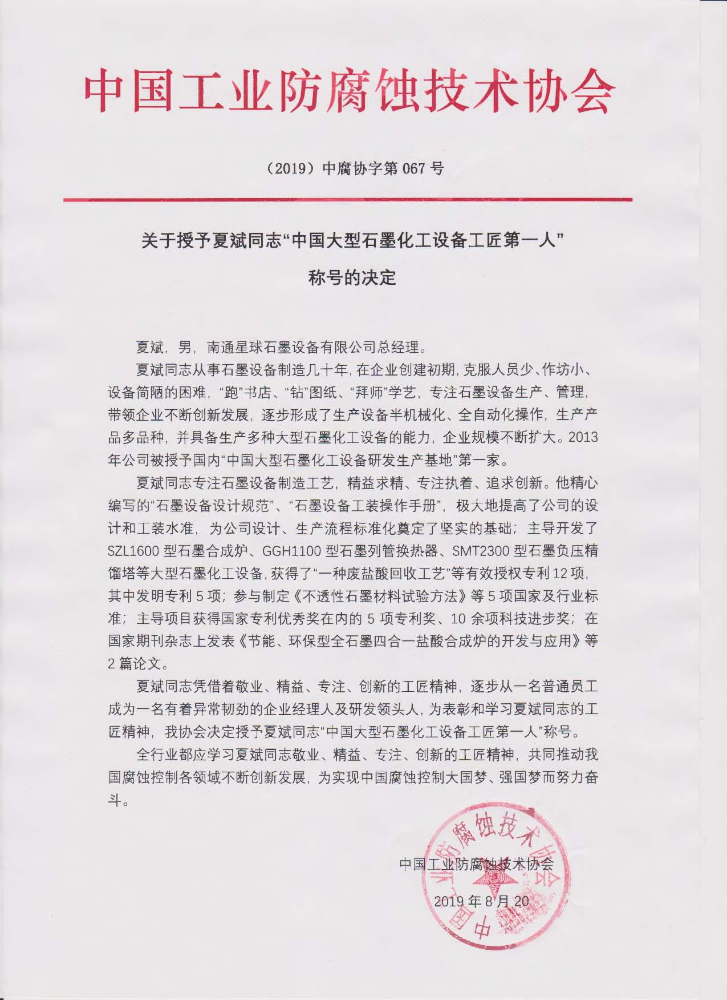 中国工业防腐蚀技术协会
（2019）中腐协字第 067 号
关于授予夏斌同志“中国大型石墨化工设备工匠第一人”
称号的决定
夏斌，男，南通星球石墨设备有限公司总经理。
夏斌同志从事石墨设备制造几十年，在企业创建初期，克服人员少、作坊小、
设备简陋的困难，“跑”书店、“钻”图纸、“拜师”学艺，专注石墨设备生产、管理，
带领企业不断创新发展，逐步形成了生产设备半机械化、全自动化操作，生产产
品多品种，并具备生产多种大型石墨化工设备的能力，企业规模不断扩大。2013
年公司被授予国内“中国大型石墨化工设备研发生产基地”第一家。
夏斌同志专注石墨设备制造工艺，精益求精、专注执着、追求创新。他精心
编写的“石墨设备设计规范”、“石墨设备工装操作手册”，极大地提高了公司的设
计和工装水准，为公司设计、生产流程标准化奠定了坚实的基础；主导开发了
SZL1600 型石墨合成炉、GGH1100 型石墨列管换热器、SMT2300 型石墨负压精
馏塔等大型石墨化工设备，获得了“一种废盐酸回收工艺”等有效授权专利 12 项，
其中发明专利 5 项；参与制定《不透性石墨材料试验方法》等 5 项国家及行业标
准；主导项目获得国家专利优秀奖在内的 5 项专利奖、10 余项科技进步奖；在
国家期刊杂志上发表《节能、环保型全石墨四合一盐酸合成炉的开发与应用》等
2 篇论文。
夏斌同志凭借着敬业、精益、专注、创新的工匠精神，逐步从一名普通员工
成为一名有着异常韧劲的企业经理人及研发领头人，为表彰和学习夏斌同志的工
匠精神，我协会决定授予夏斌同志“中国大型石墨化工设备工匠第一人”称号。
全行业都应学习夏斌同志敬业、精益、专注、创新的工匠精神，共同推动我
国腐蚀控制各领域不断创新发展，为实现中国腐蚀控制大国梦、强国梦而努力奋
斗。
中国工业防腐蚀技术协会
中国工业防腐蚀技术协会
2019 年 8 月 20